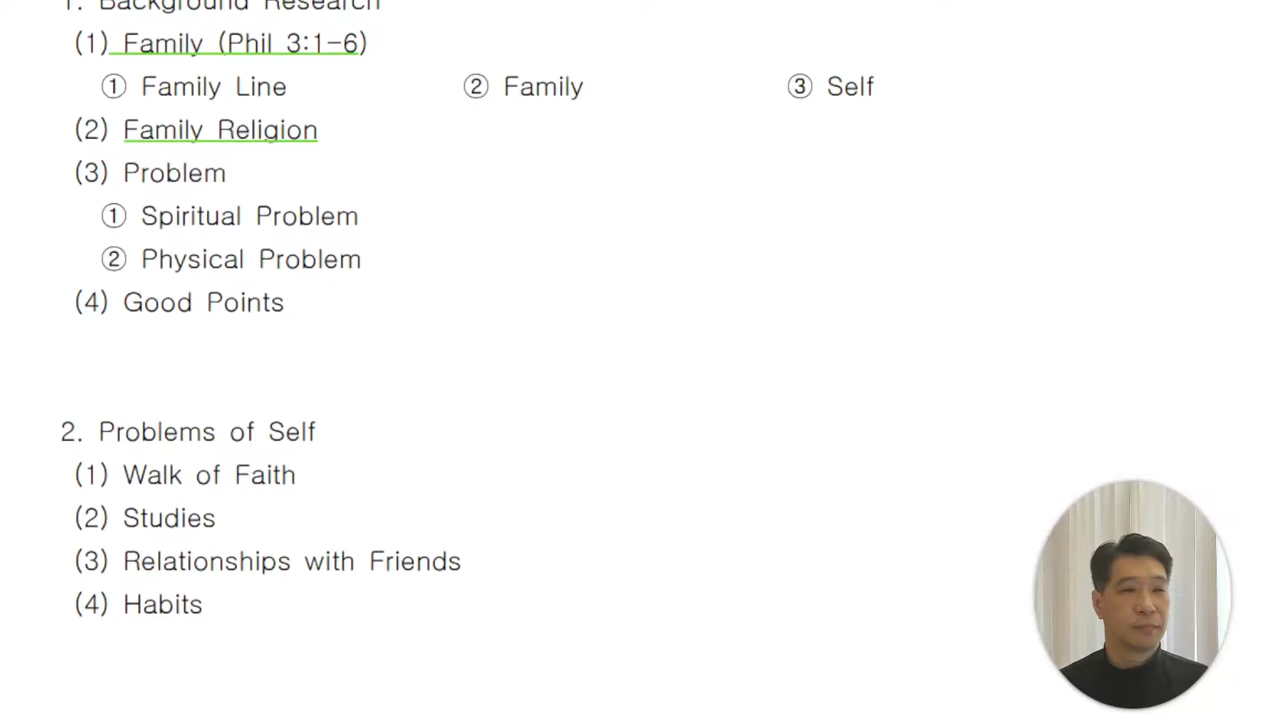 1. Background Research
(1) Family (Phil 3:1-6)
① Family Line ② Family ③ Self
(2) Family Religion
(3) Problem
① Spiritual Problem
② Physical Problem
(4) Good Points
2. Problems of Self
(1) Walk of Faith
(2) Studies
(3) Relationships with Friends
(4) Habits